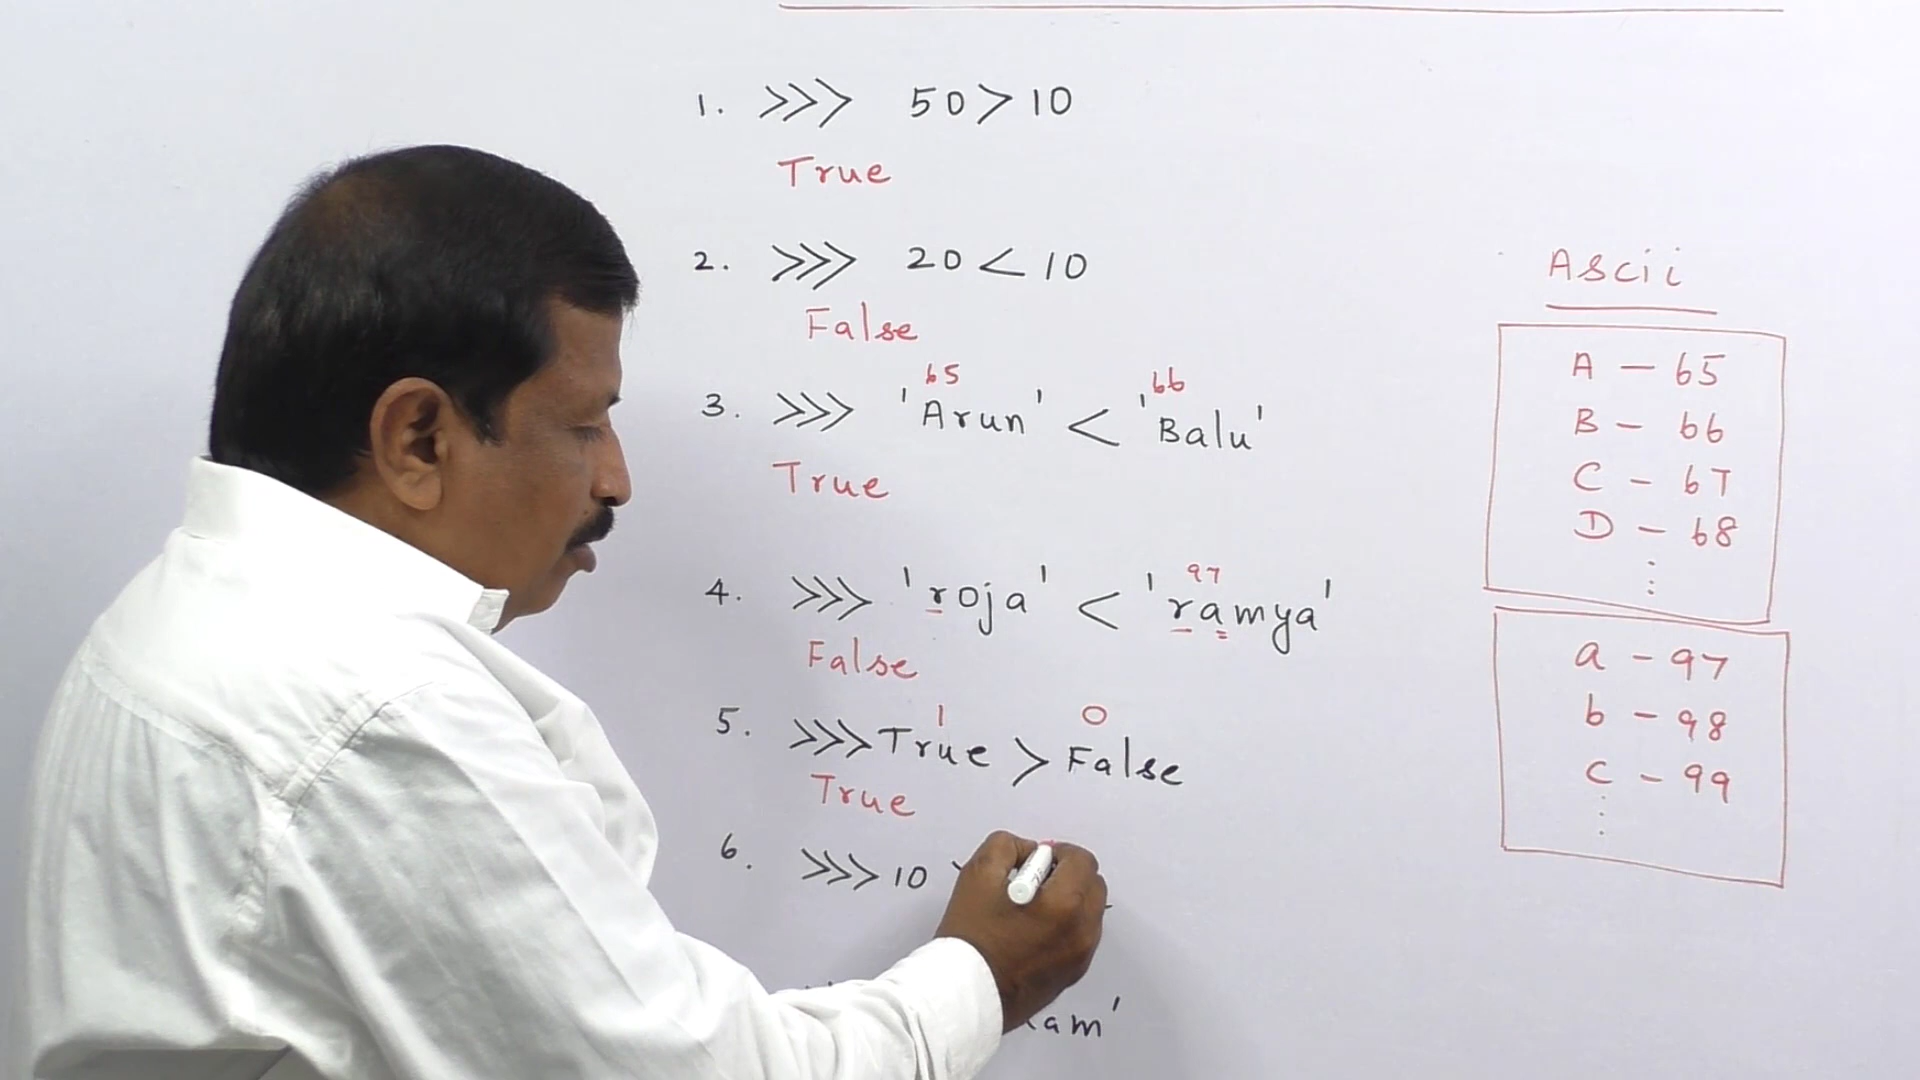 1. >>> 50 > 10
True
2. >>> 20 < 10
False
65 66
3. >>> 'Arun' < 'Balu'
True
97
4. >>> 'roja' < 'ramya'
False
1 0
5. >>> True > False
True
6. >>> 10
am'
Ascii
A - 65
B - 66
C - 67
D - 68
a - 97
b - 98
c - 99